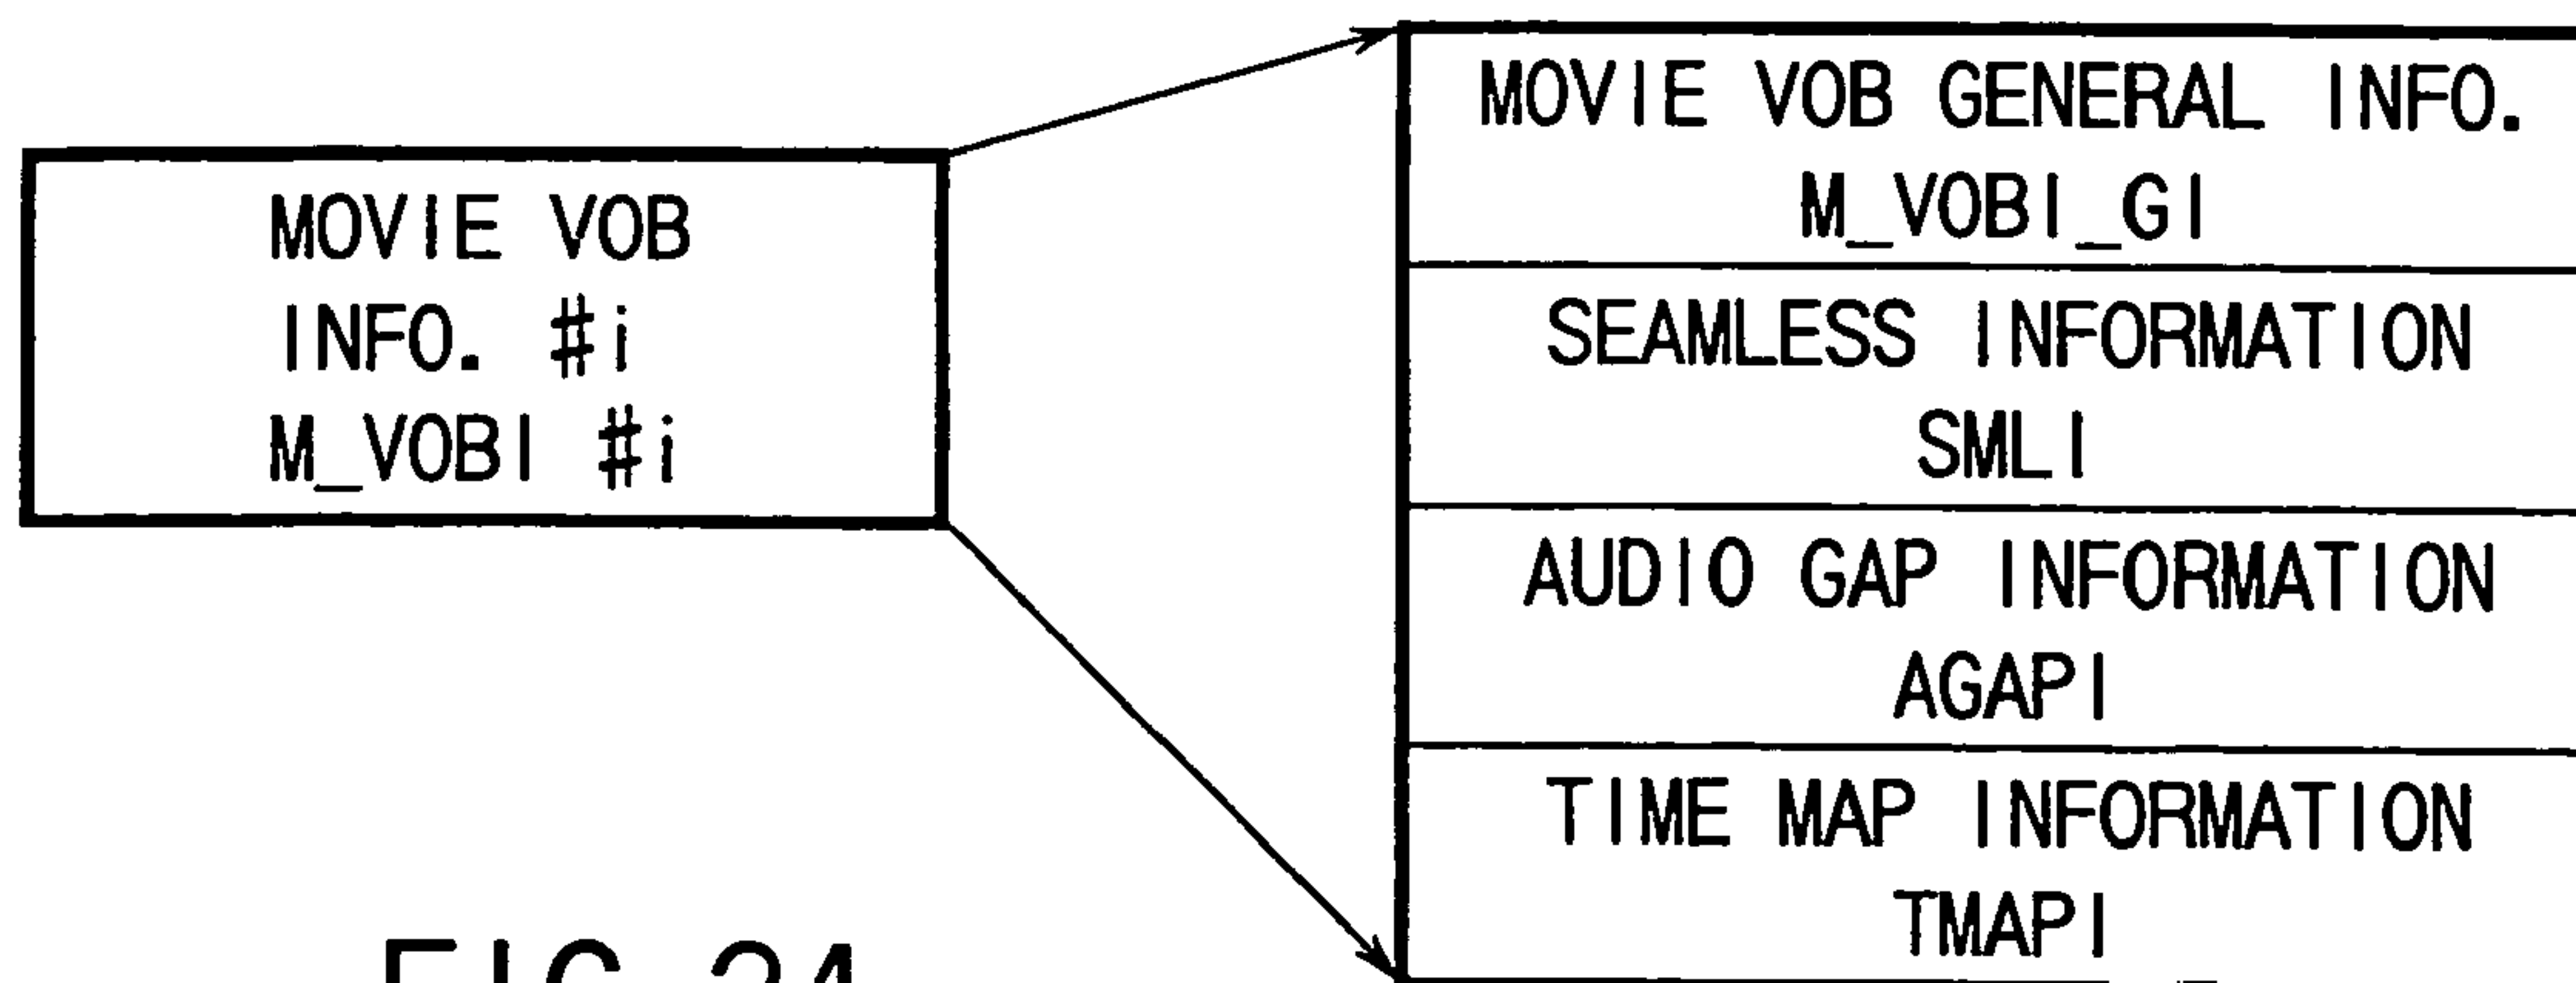 MOVIE VOB
INFO. #i
M_VOBI #i
MOVIE VOB GENERAL INFO.
M_VOBI_GI
SEAMLESS INFORMATION
SMLI
AUDIO GAP INFORMATION
AGAPI
TIME MAP INFORMATION
TMAPI